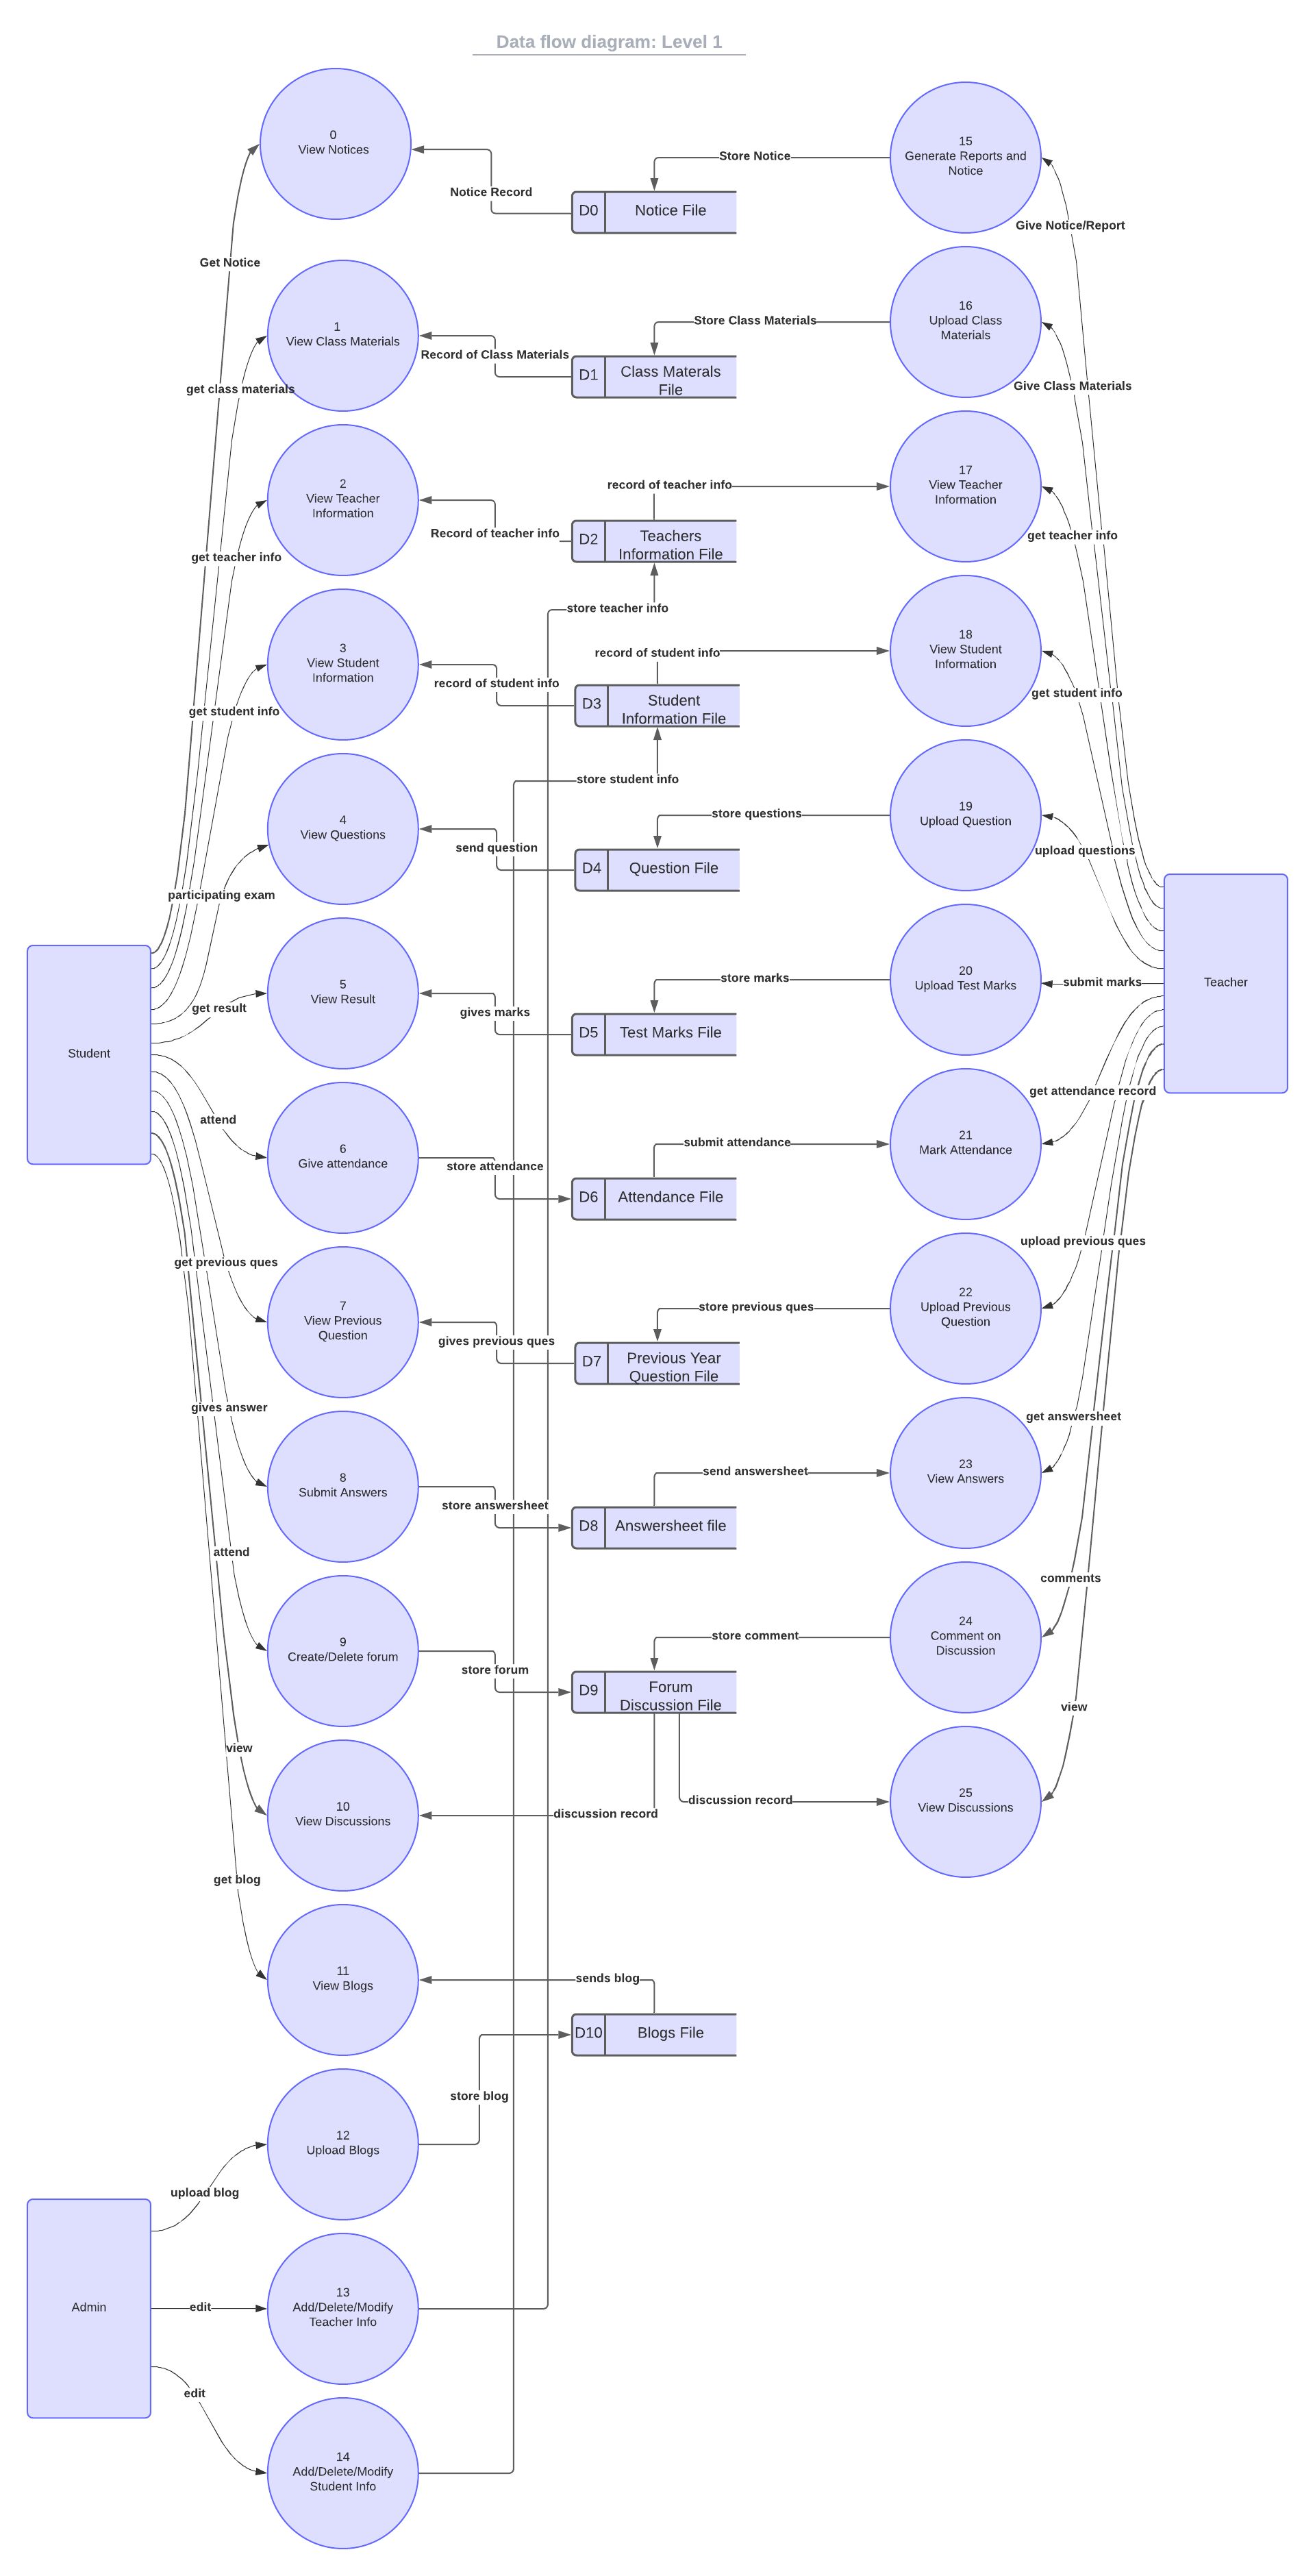 Data flow diagram: Level 1
0
View Notices
15
Generate Reports and
Notice
Store Notice
Notice Record
D0
Notice File
Give Notice/Report
Get Notice
1
View Class Materials
16
Upload Class
Materials
Store Class Materials
Record of Class Materials
D1
Class Materals
File
get class materials
Give Class Materials
2
View Teacher
Information
17
View Teacher
Information
record of teacher info
Record of teacher info
D2
Teachers
Information File
get teacher info
get teacher info
store teacher info
3
View Student
Information
18
View Student
Information
record of student info
record of student info
D3
Student
Information File
get student info
get student info
store student info
4
View Questions
19
Upload Question
store questions
send question
D4
Question File
upload questions
participating exam
5
View Result
20
Upload Test Marks
store marks
submit marks
Teacher
get result
gives marks
D5
Test Marks File
Student
attend
6
Give attendance
21
Mark Attendance
get attendance record
submit attendance
store attendance
D6
Attendance File
get previous ques
7
View Previous
Question
22
Upload Previous
Question
upload previous ques
store previous ques
gives previous ques
D7
Previous Year
Question File
gives answer
8
Submit Answers
23
View Answers
get answersheet
send answersheet
store answersheet
D8
Answersheet file
attend
9
Create/Delete forum
24
Comment on
Discussion
comments
store comment
store forum
D9
Forum
Discussion File
view
view
10
View Discussions
25
View Discussions
discussion record
discussion record
get blog
11
View Blogs
sends blog
D10
Blogs File
store blog
12
Upload Blogs
upload blog
Admin
edit
13
Add/Delete/Modify
Teacher Info
edit
14
Add/Delete/Modify
Student Info